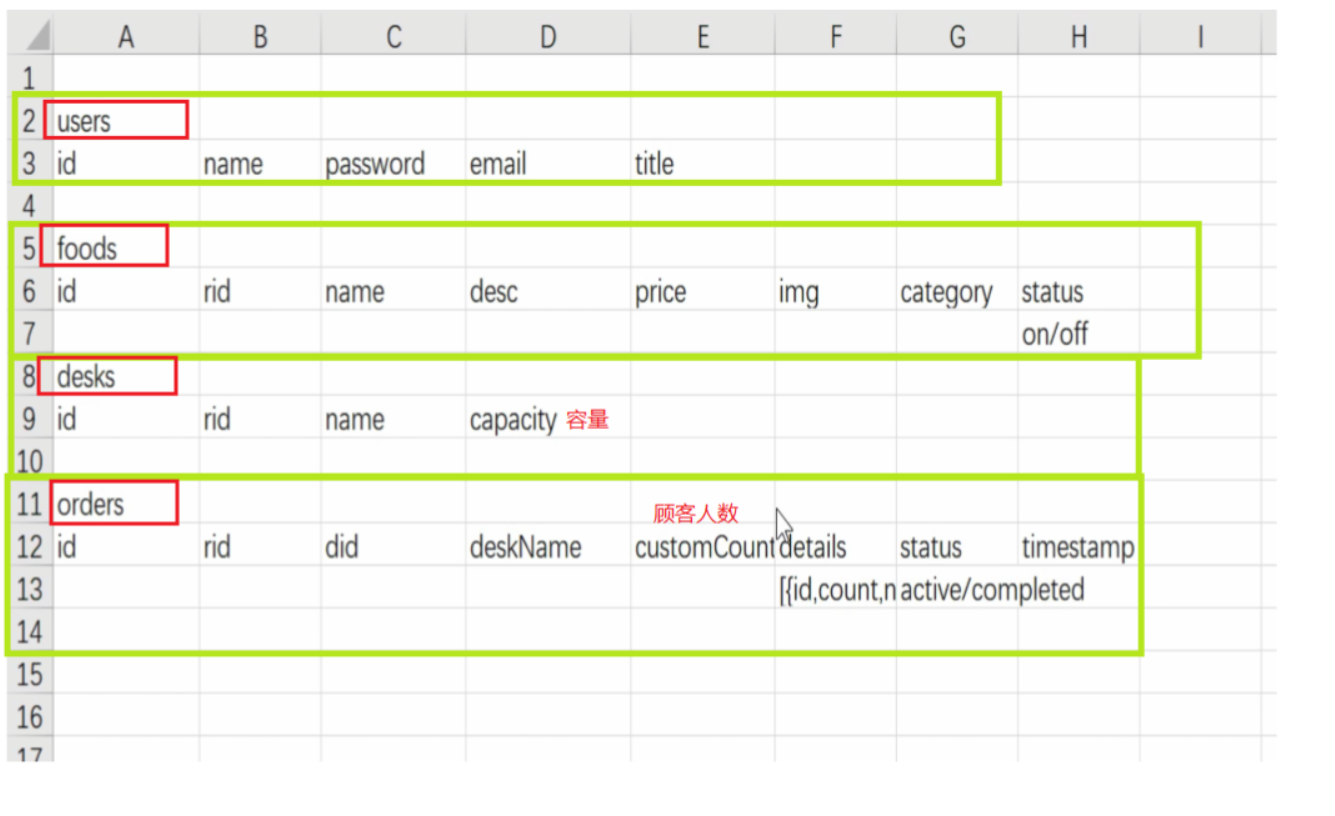 A B C D E F G H I
1
2 users
3 id name password email title
4
5 foods
6 id rid name desc price img category status
7 on/off
8 desks
9 id rid name capacity 容量
10
11 orders 顾客人数
12 id rid did deskName customCount details status timestamp
13 [{id,count,n active/completed
14
15
16
17